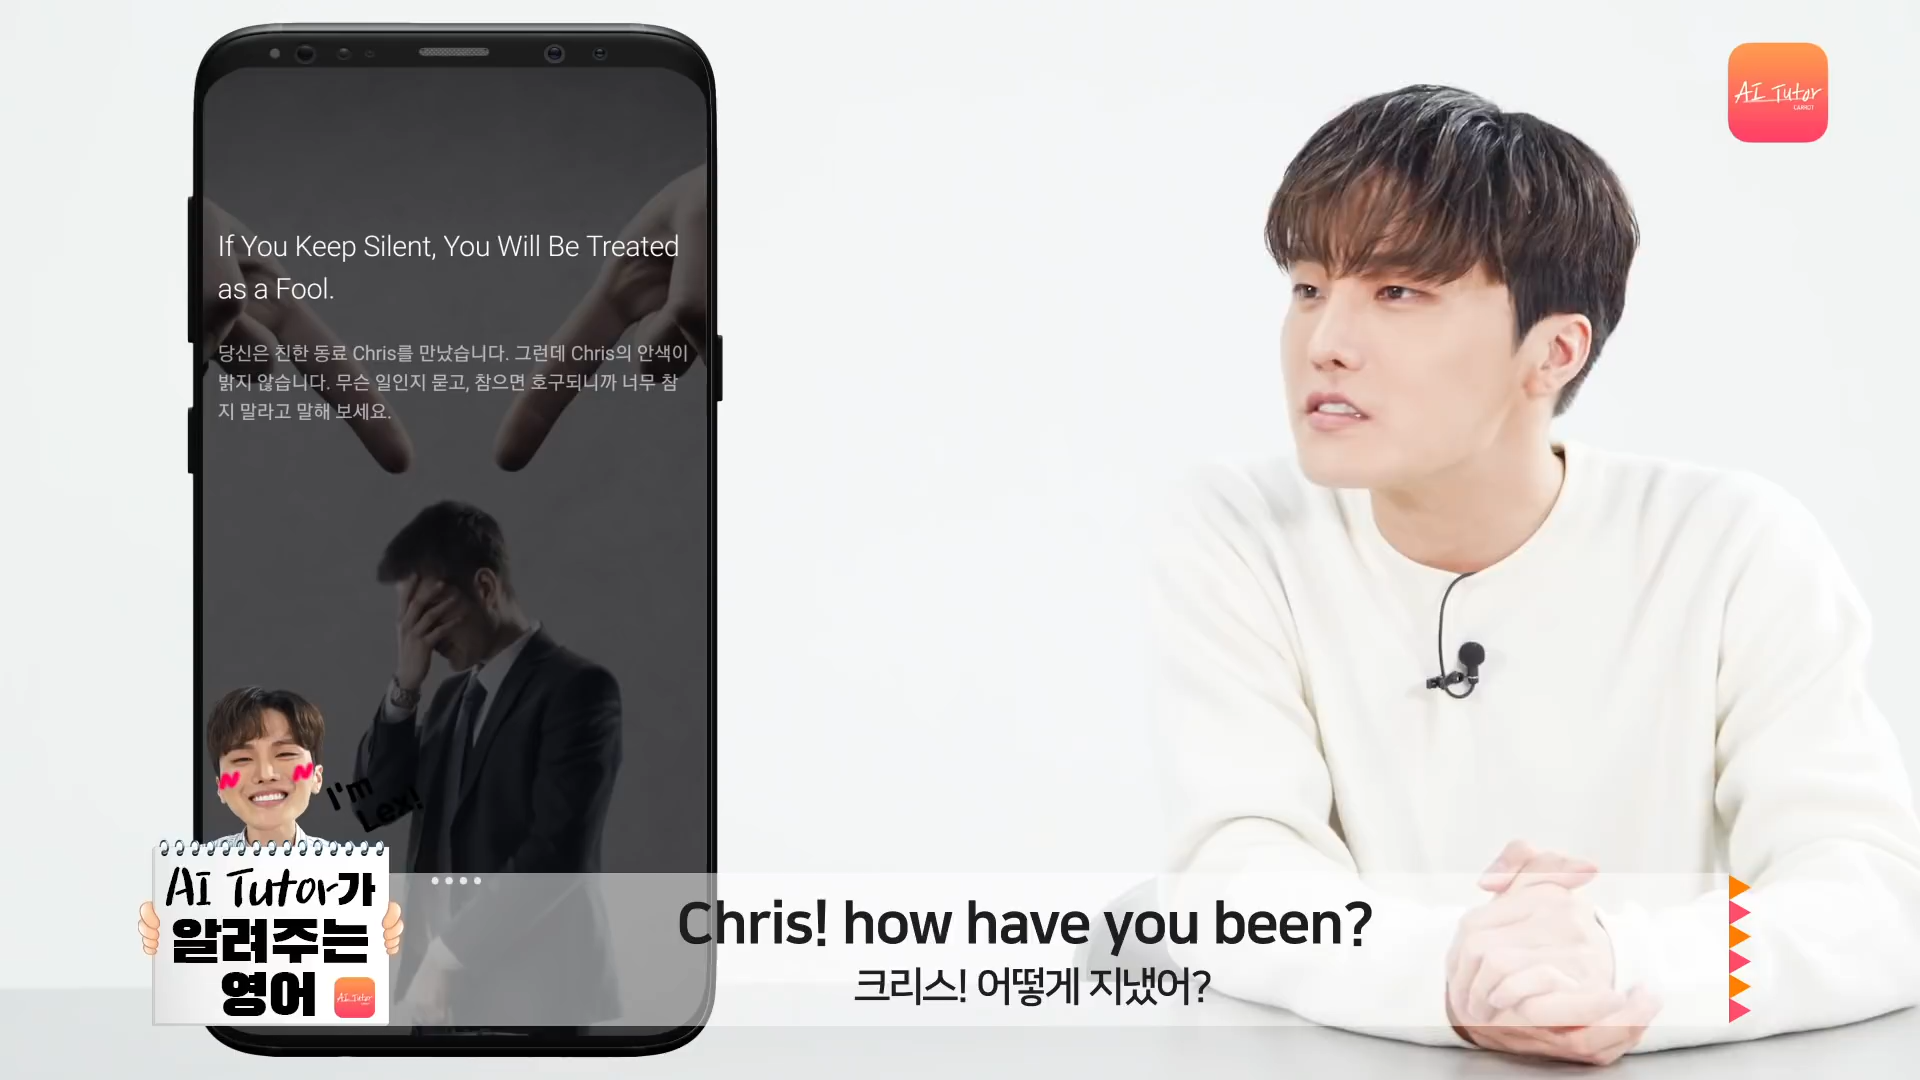 AI Tutor
CARROT
If You Keep Silent, You Will Be Treated
as a Fool.
당신은 친한 동료 Chris를 만났습니다. 그런데 Chris의 안색이
밝지 않습니다. 무슨 일인지 묻고, 참으면 호구되니까 너무 참
지 말라고 말해 보세요.
I'm
Lex!
AI Tutor가
알려주는
영어
AI Tutor
Chris! how have you been?
크리스! 어떻게 지냈어?